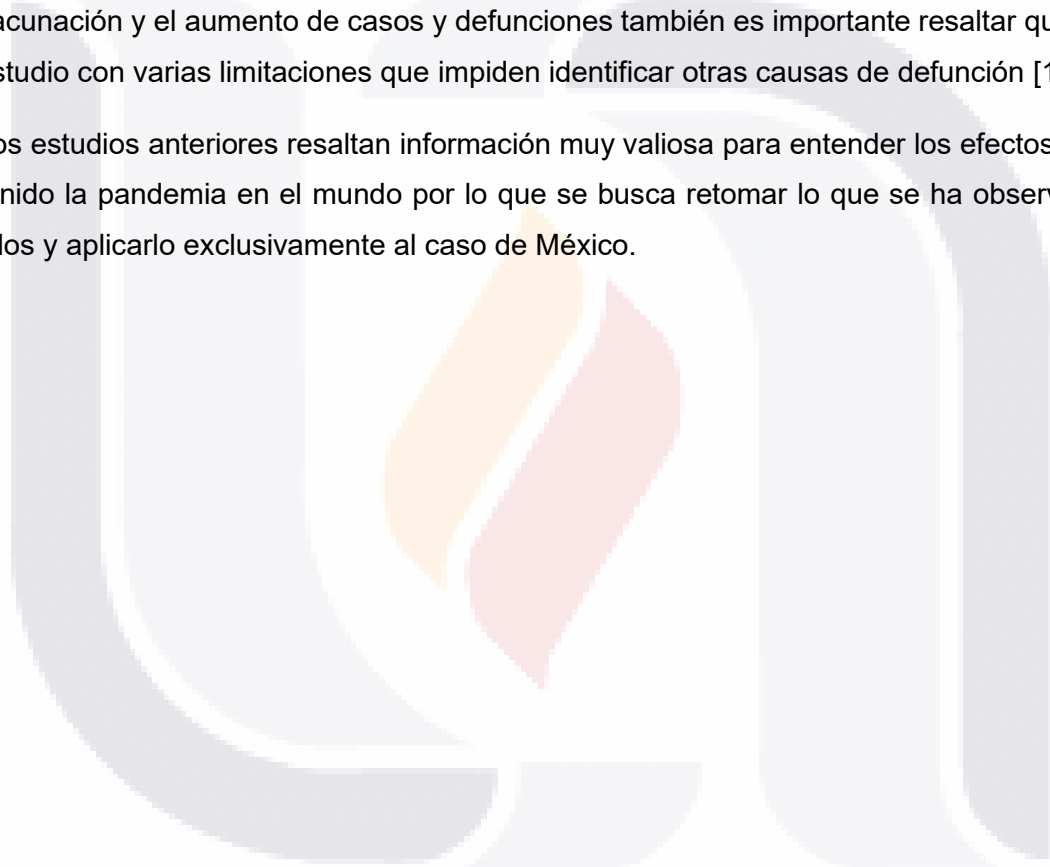 acunación y el aumento de casos y defunciones también es importante resaltar qu
studio con varias limitaciones que impiden identificar otras causas de defunción [1
os estudios anteriores resaltan información muy valiosa para entender los efectos
nido la pandemia en el mundo por lo que se busca retomar lo que se ha observ
los y aplicarlo exclusivamente al caso de México.